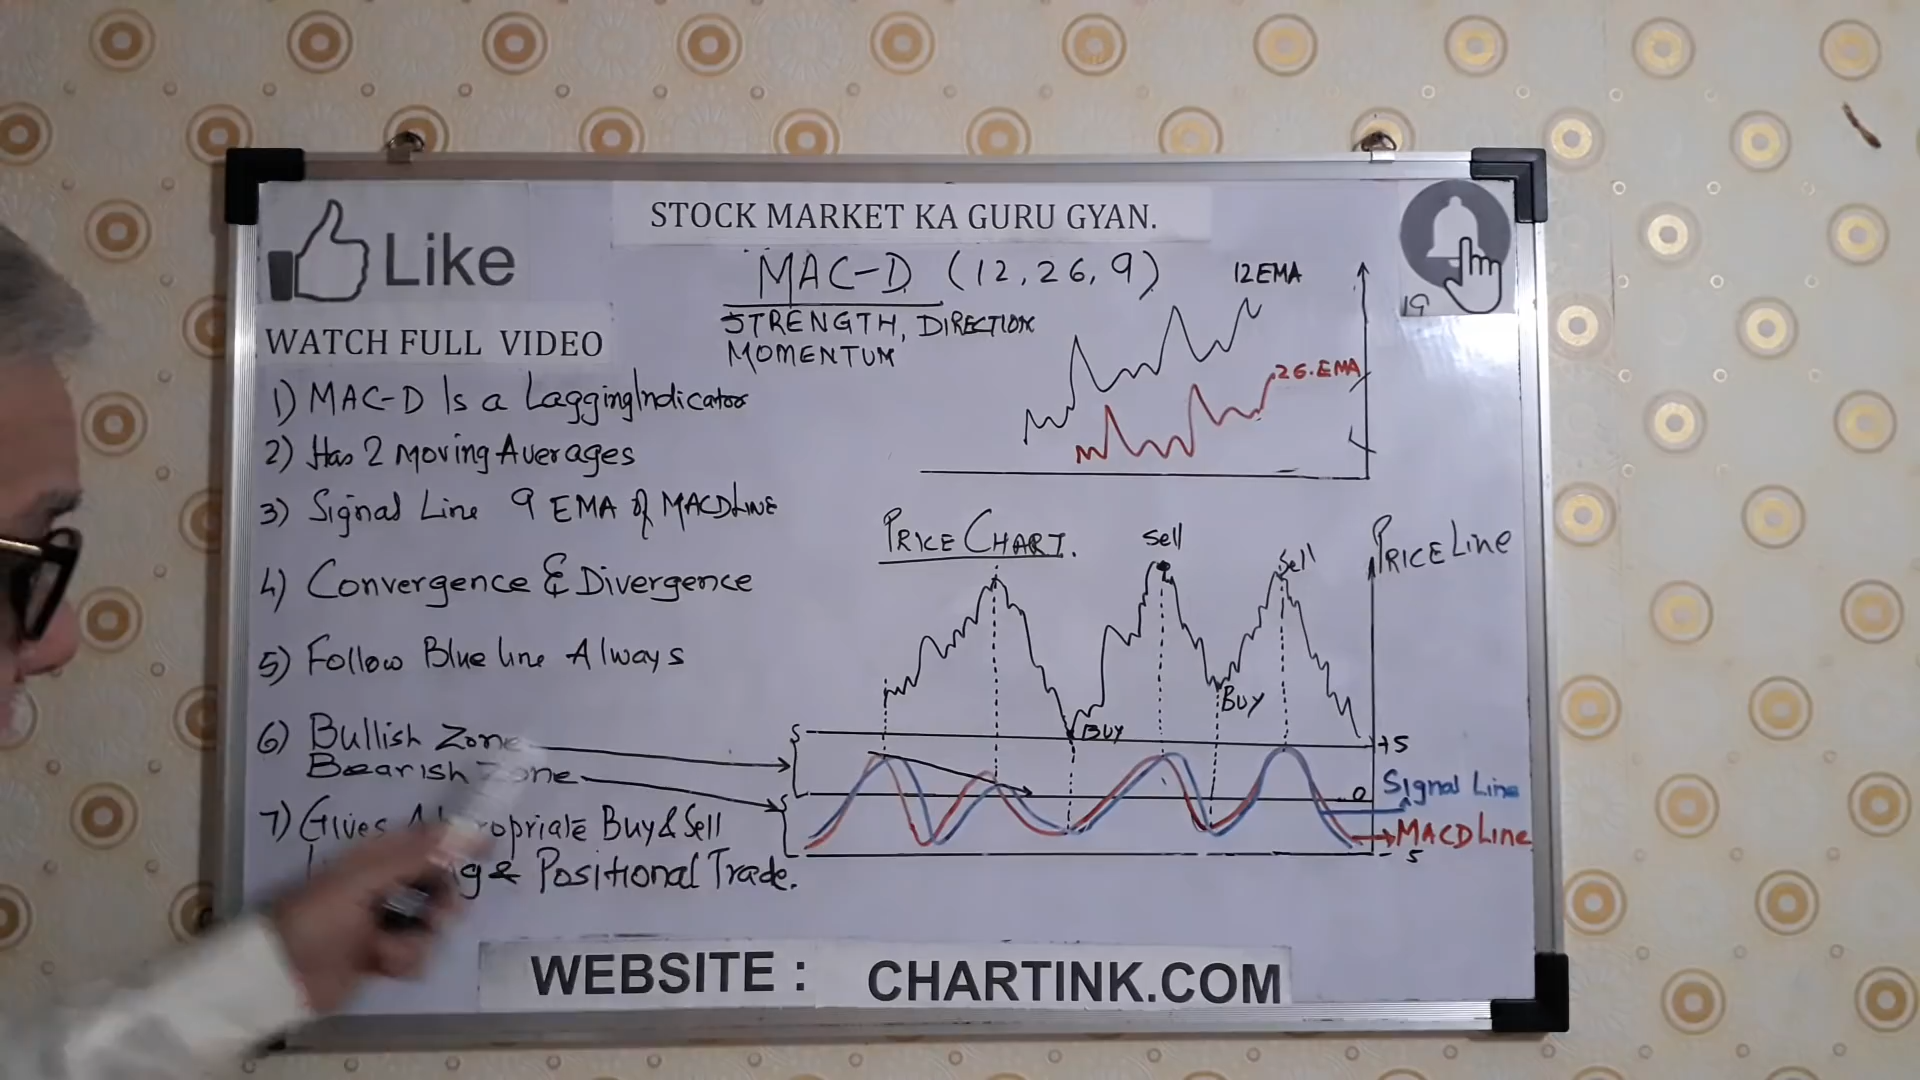 STOCK MARKET KA GURU GYAN.
Like
WATCH FULL VIDEO
MAC-D (12, 26, 9)
STRENGTH, DIRECTION
MOMENTUM
12 EMA
26.EMA
1) MAC-D Is a Lagging Indicator
2) Has 2 Moving Averages
3) Signal Line 9 EMA of MACD LINE
4) Convergence & Divergence
5) Follow Blue line Always
6) Bullish Zone
Bearish Zone
7) Gives Buy & Sell
& Positional Trade.
PRICE CHART.
Sell
Sell
PRICE Line
BUY
BUY
+5
0
Signal Line
MACD Line
- 5
WEBSITE : CHARTINK.COM